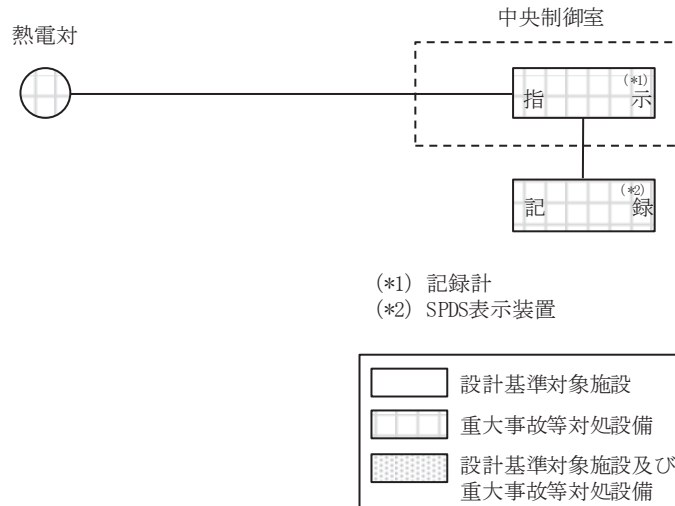 中央制御室
熱電対
(*1)
指 示
(*2)
記 録
(*1) 記録計
(*2) SPDS表示装置
設計基準対象施設
重大事故等対処設備
設計基準対象施設及び
重大事故等対処設備